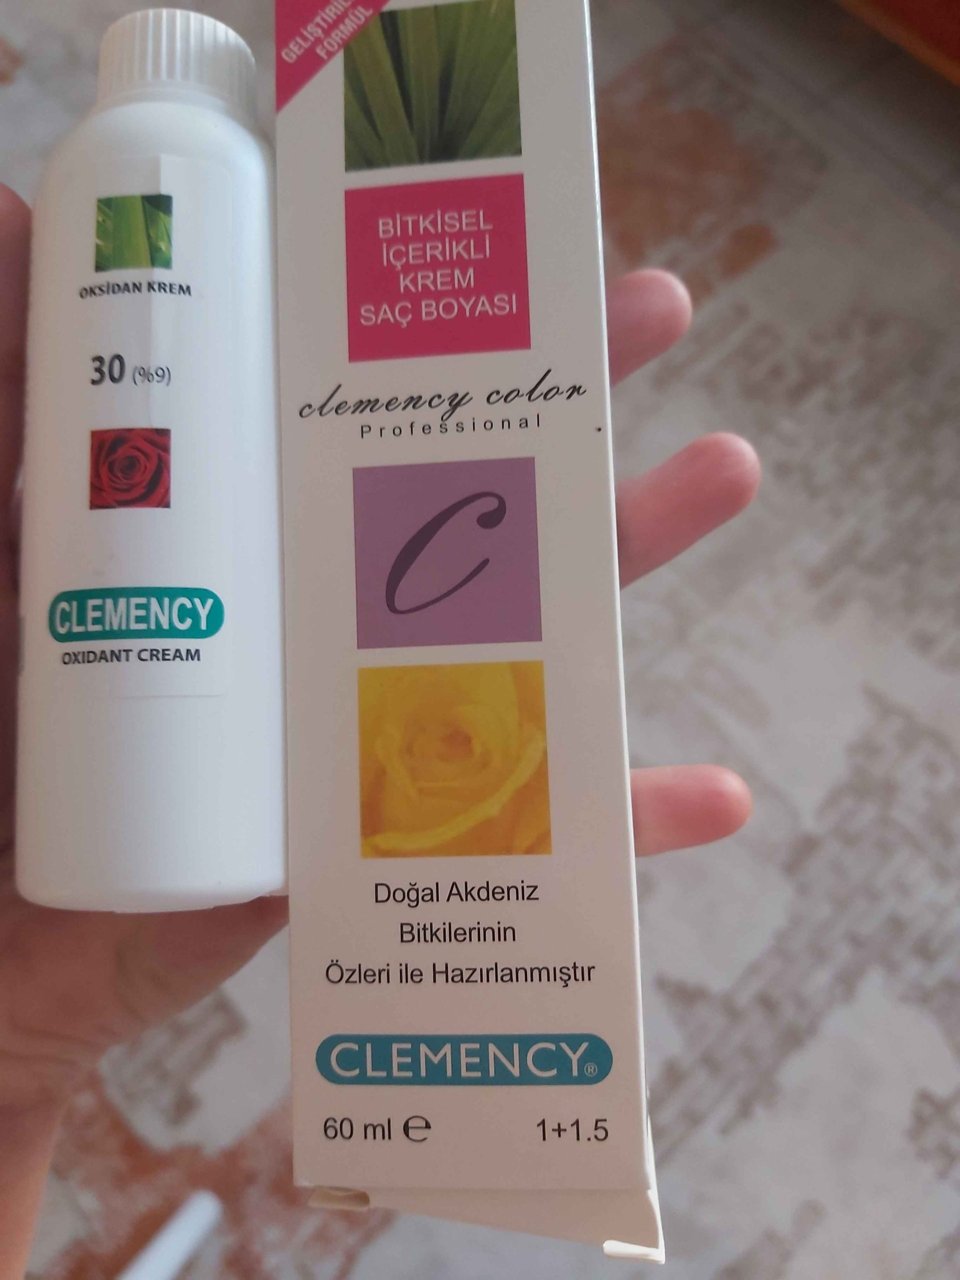 OKSİDAN KREM
30 (%9)
CLEMENCY
OXIDANT CREAM
GELİŞTİRİL
FORMÜL
BİTKİSEL
İÇERİKLİ
KREM
SAÇ BOYASI
clemency color
Professional
C
Doğal Akdeniz
Bitkilerinin
Özleri ile Hazırlanmıştır
CLEMENCY®
60 ml ℮ 1+1.5